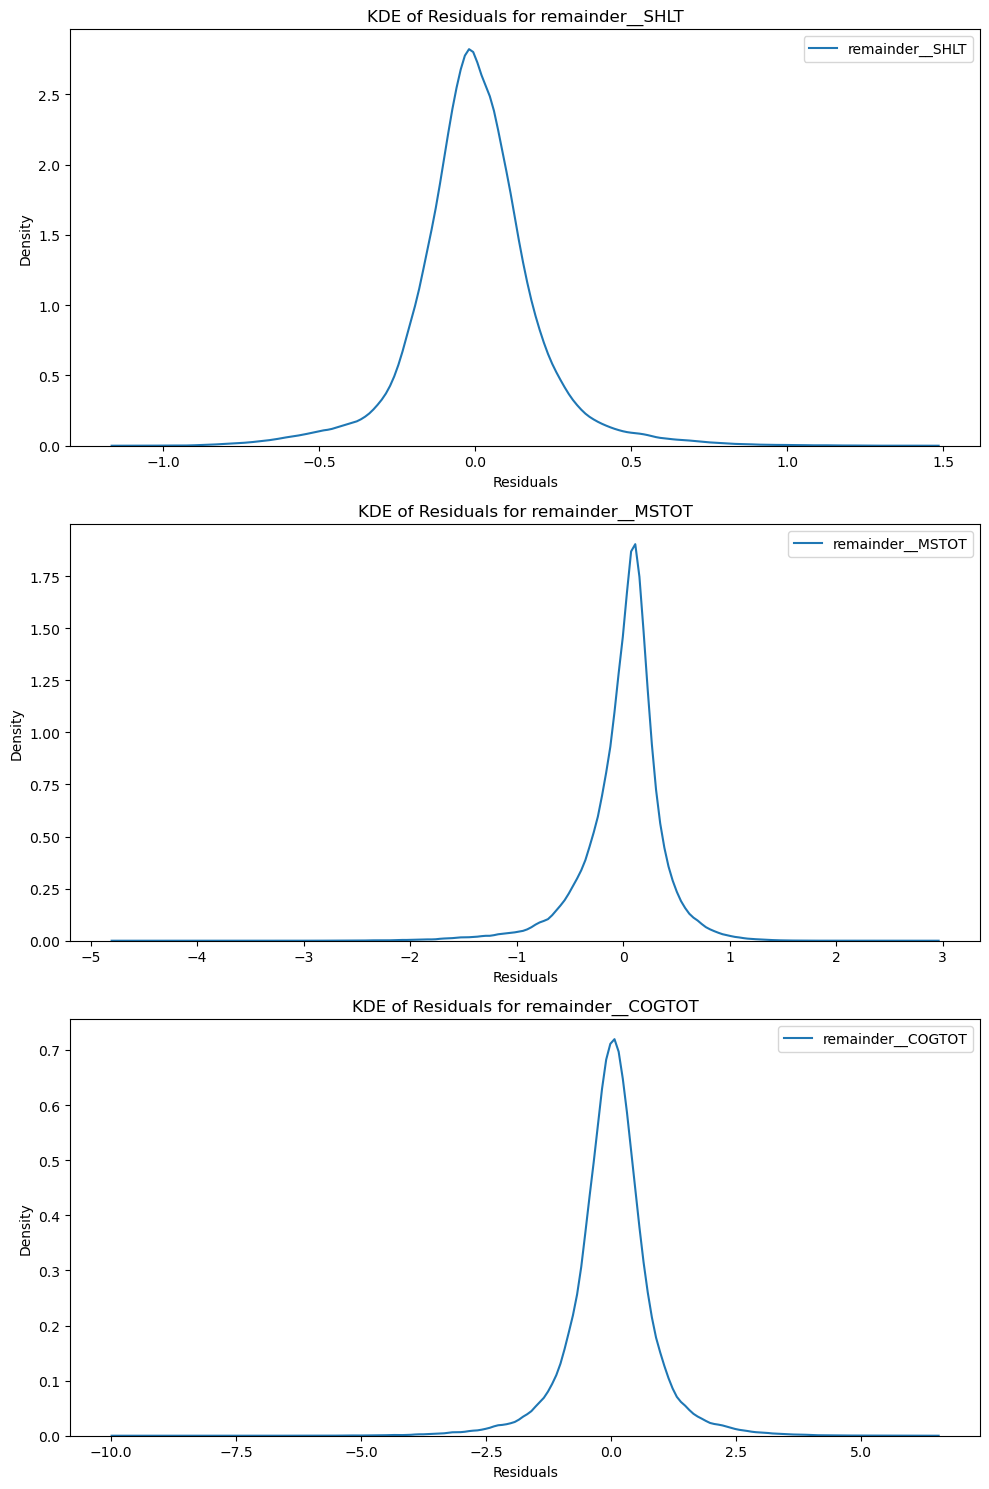 KDE of Residuals for remainder__SHLT
remainder__SHLT
2.5
2.0
1.5
1.0
0.5
0.0
Density
−1.0 −0.5 0.0 0.5 1.0 1.5
Residuals
KDE of Residuals for remainder__MSTOT
remainder__MSTOT
1.75
1.50
1.25
1.00
0.75
0.50
0.25
0.00
Density
−5 −4 −3 −2 −1 0 1 2 3
Residuals
KDE of Residuals for remainder__COGTOT
remainder__COGTOT
0.7
0.6
0.5
0.4
0.3
0.2
0.1
0.0
Density
−10.0 −7.5 −5.0 −2.5 0.0 2.5 5.0
Residuals